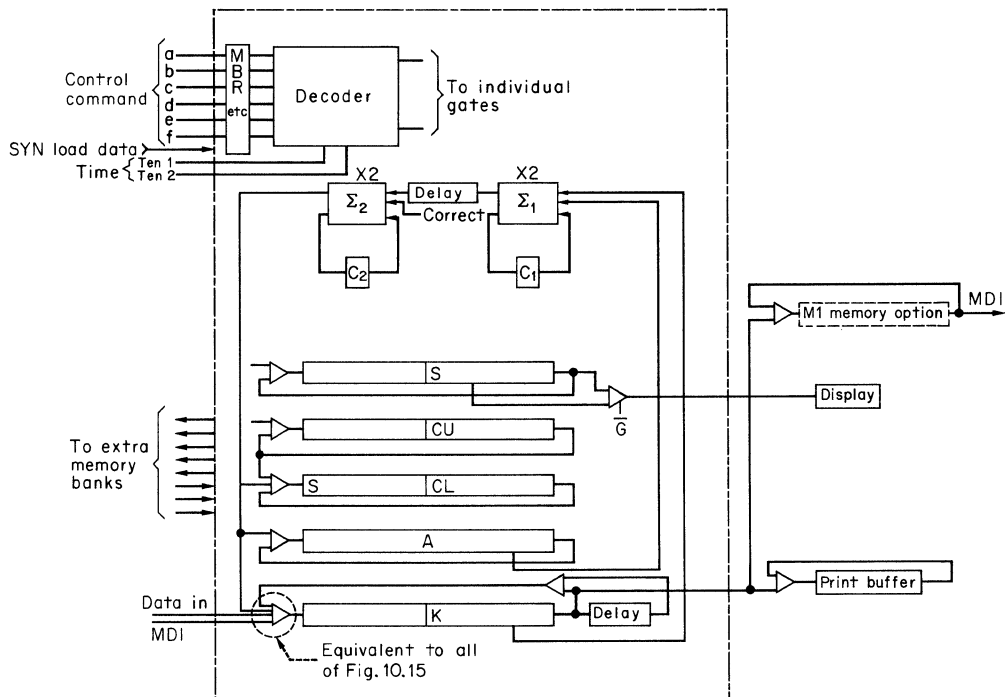 a
b
c
d
e
f
Control
command
M
B
R
etc
Decoder
To individual
gates
SYN load data
Time
Ten 1
Ten 2
X2
Σ2
Delay
Correct
X2
Σ1
C2
C1
MDI
M1 memory option
S
G
Display
CU
To extra
memory
banks
S
CL
A
Print buffer
Data in
MDI
K
Delay
Equivalent to all
of Fig. 10.15